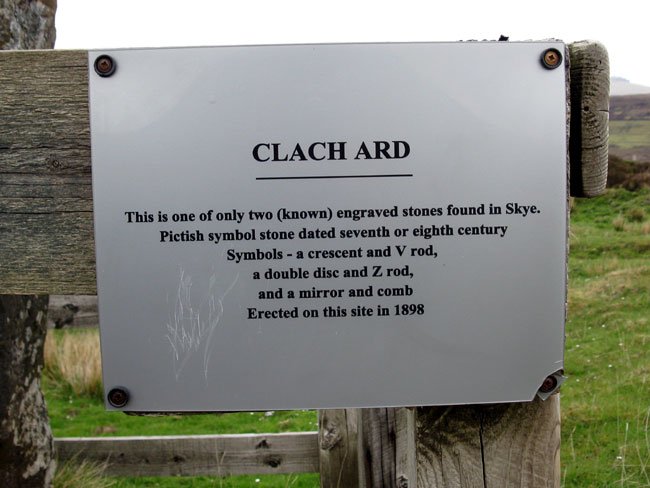 CLACH ARD
This is one of only two (known) engraved stones found in Skye.
Pictish symbol stone dated seventh or eighth century
Symbols - a crescent and V rod,
a double disc and Z rod,
and a mirror and comb
Erected on this site in 1898